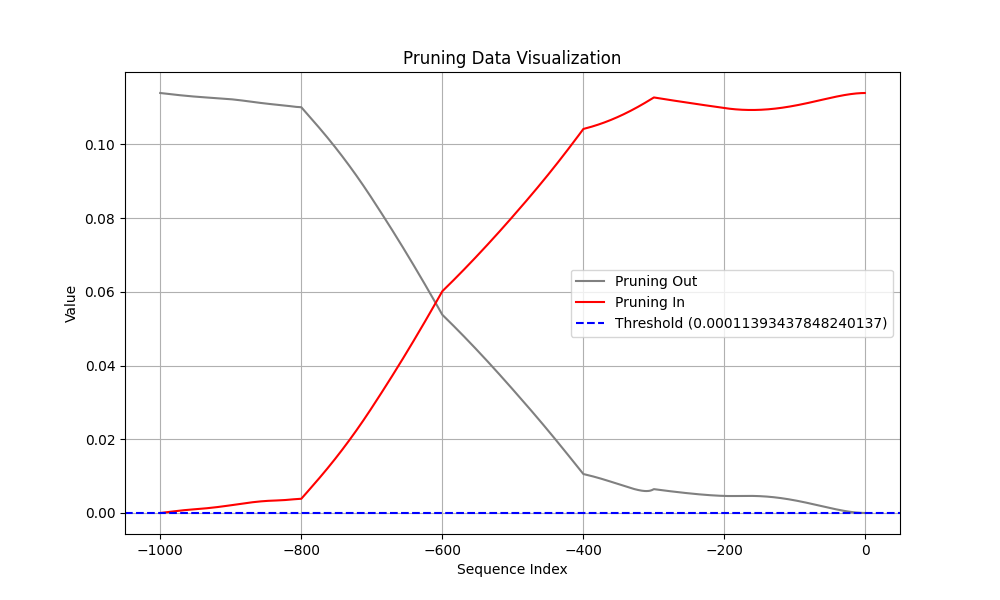 Pruning Data Visualization
Value
0.10
0.08
0.06
0.04
0.02
0.00
Pruning Out
Pruning In
Threshold (0.00011393437848240137)
−1000 −800 −600 −400 −200 0
Sequence Index